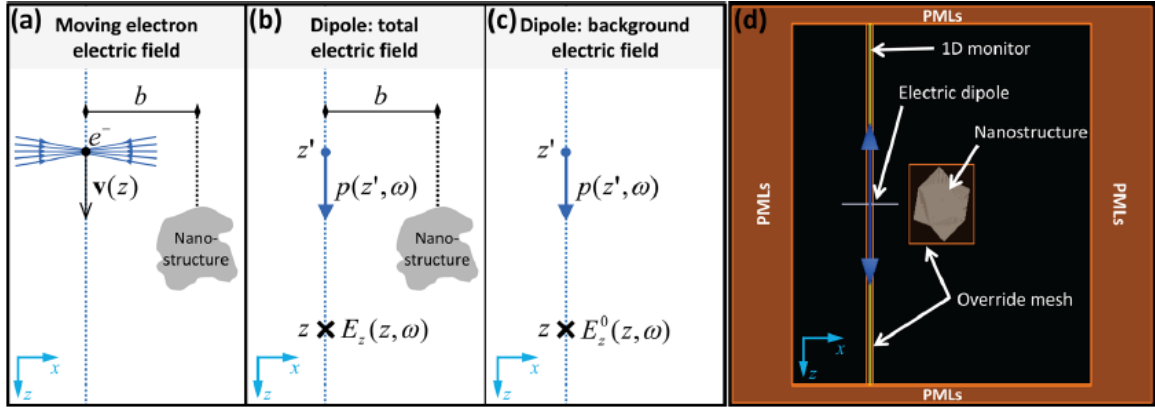 (a) Moving electron
electric field
b
e⁻
v(z)
Nano-
structure
x
z
(b) Dipole: total
electric field
b
z'
p(z', ω)
Nano-
structure
z × E_z(z, ω)
x
z
(c) Dipole: background
electric field
z'
p(z', ω)
z × E_z^0(z, ω)
x
z
(d)
PMLs
1D monitor
Electric dipole
Nanostructure
PMLs
PMLs
Override mesh
x
z
PMLs